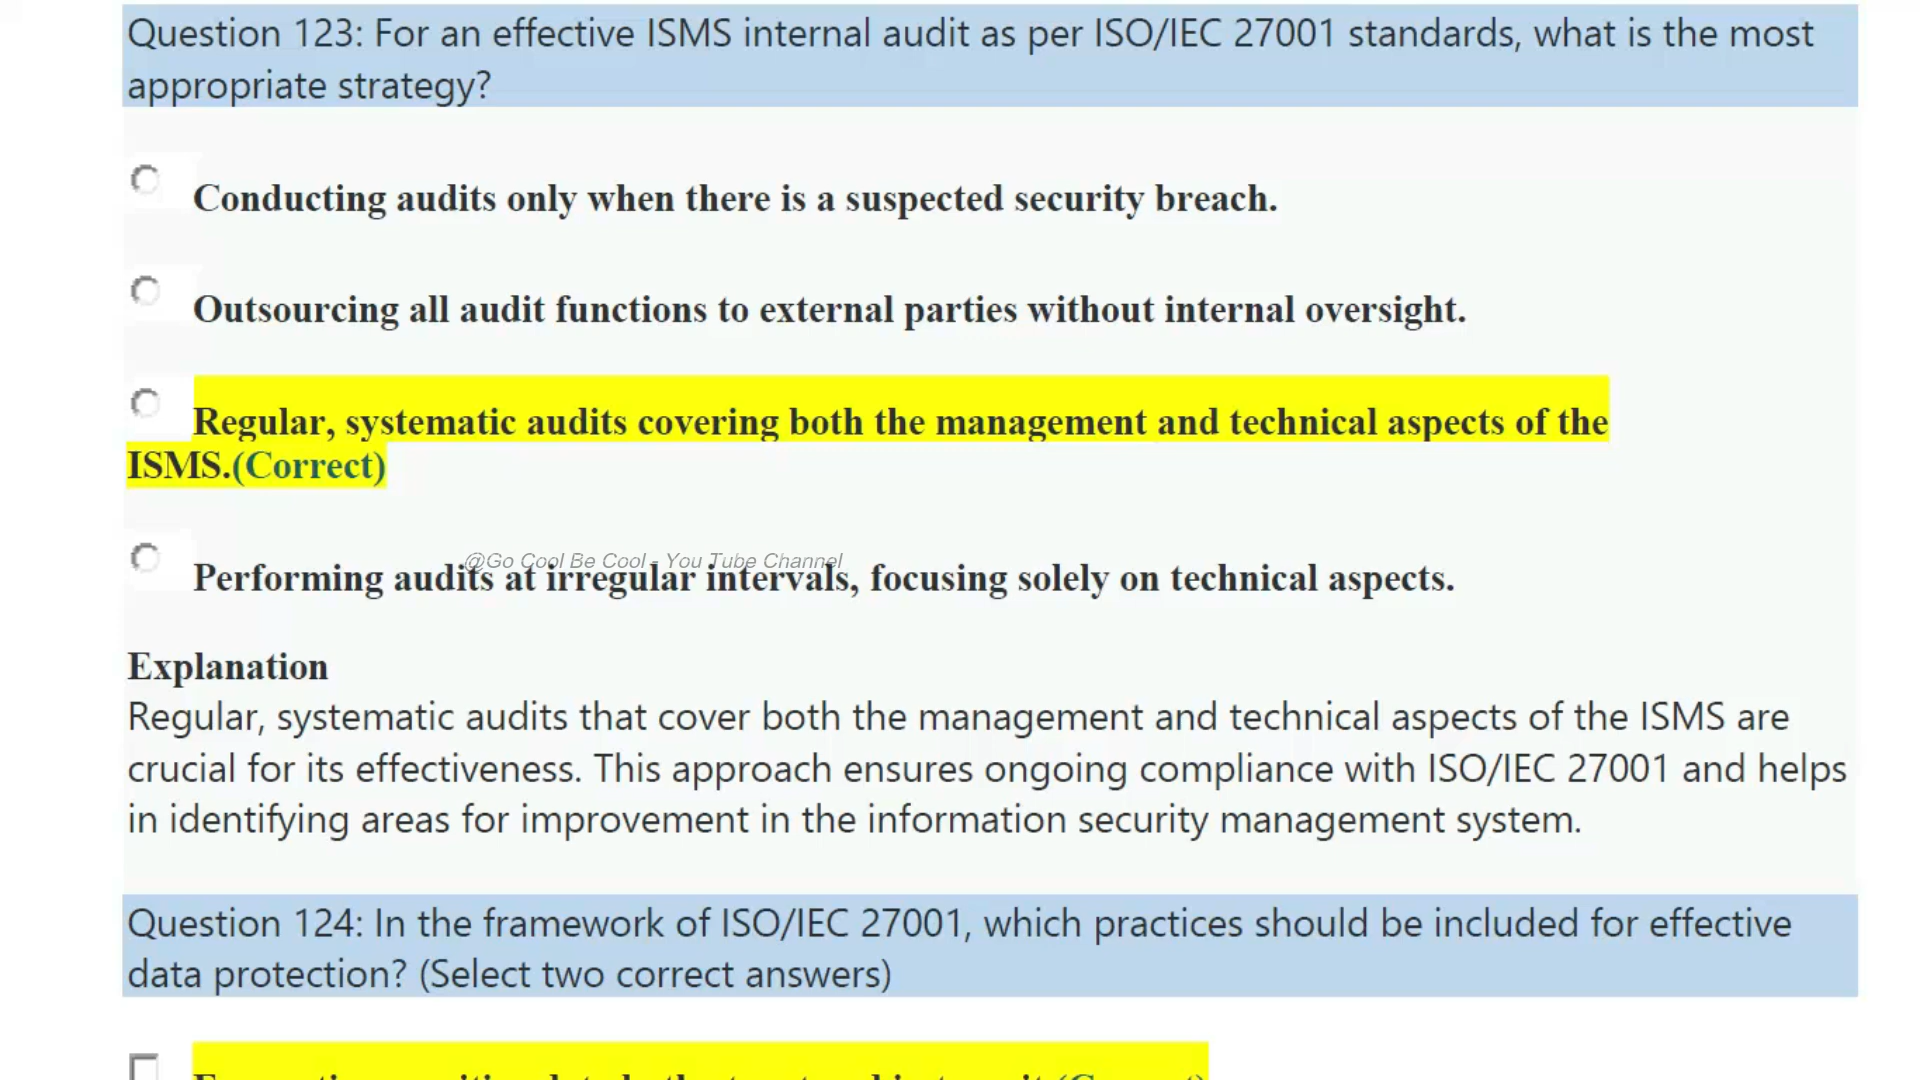 Question 123: For an effective ISMS internal audit as per ISO/IEC 27001 standards, what is the most
appropriate strategy?
Conducting audits only when there is a suspected security breach.
Outsourcing all audit functions to external parties without internal oversight.
Regular, systematic audits covering both the management and technical aspects of the
ISMS.(Correct)
@Go Cool Be Cool - You Tube Channel
Performing audits at irregular intervals, focusing solely on technical aspects.
Explanation
Regular, systematic audits that cover both the management and technical aspects of the ISMS are
crucial for its effectiveness. This approach ensures ongoing compliance with ISO/IEC 27001 and helps
in identifying areas for improvement in the information security management system.
Question 124: In the framework of ISO/IEC 27001, which practices should be included for effective
data protection? (Select two correct answers)